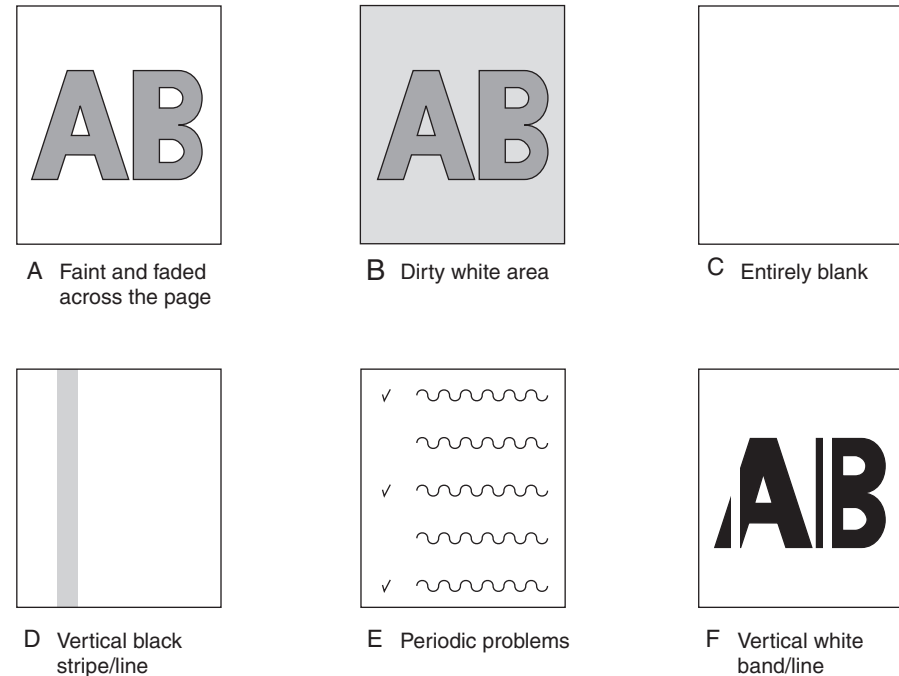 AB
AB
A Faint and faded
across the page
B Dirty white area
C Entirely blank
AB
D Vertical black
stripe/line
E Periodic problems
F Vertical white
band/line